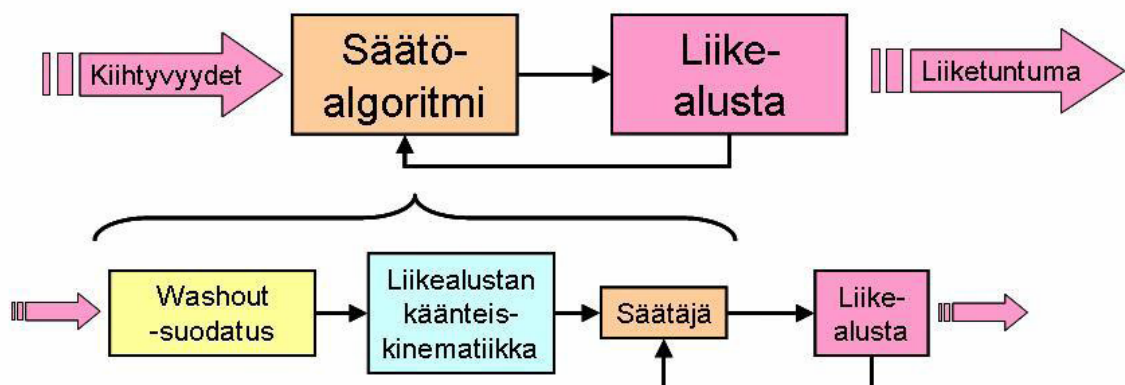 Kiihtyvyydet
Säätö-
algoritmi
Liike-
alusta
Liiketuntuma
Washout
-suodatus
Liikealustan
käänteis-
kinematiikka
Säätäjä
Liike-
alusta